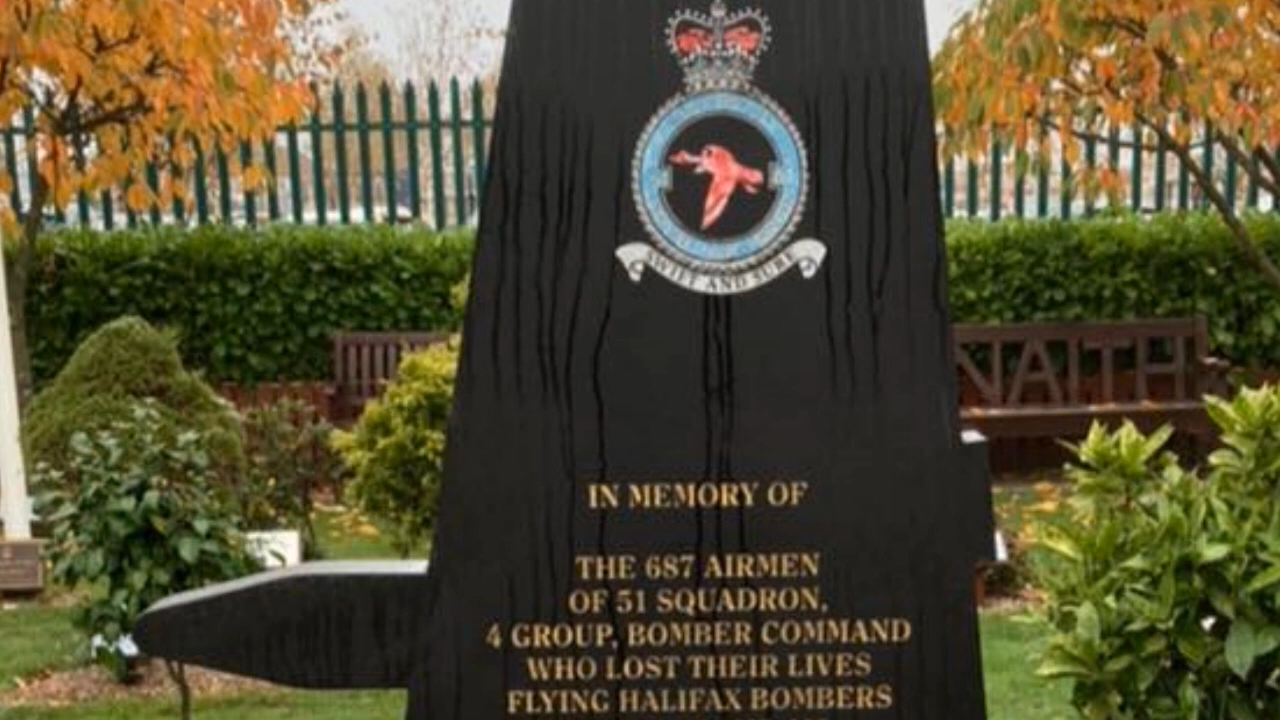 SWIFT AND SURE
IN MEMORY OF
THE 687 AIRMEN
OF 51 SQUADRON,
4 GROUP, BOMBER COMMAND
WHO LOST THEIR LIVES
FLYING HALIFAX BOMBERS
NAITH